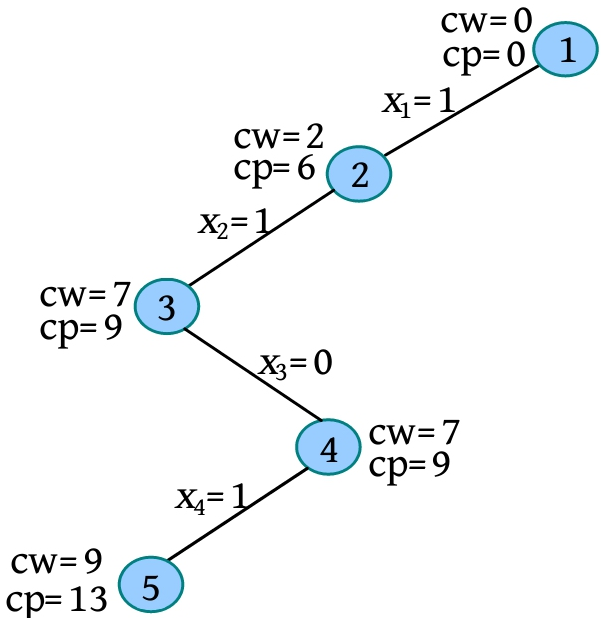 cw=0
cp=0
1
x₁=1
cw=2
cp=6
2
x₂=1
cw=7
cp=9
3
x₃=0
4
cw=7
cp=9
x₄=1
cw=9
cp=13
5